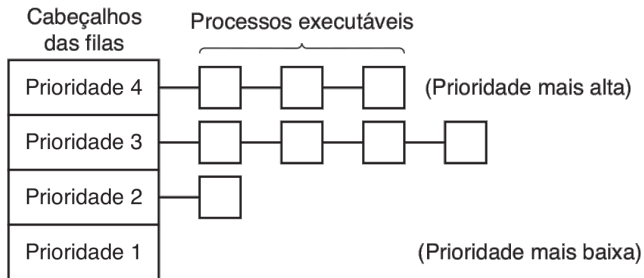 Cabeçalhos
das filas
Processos executáveis
Prioridade 4
(Prioridade mais alta)
Prioridade 3
Prioridade 2
Prioridade 1
(Prioridade mais baixa)